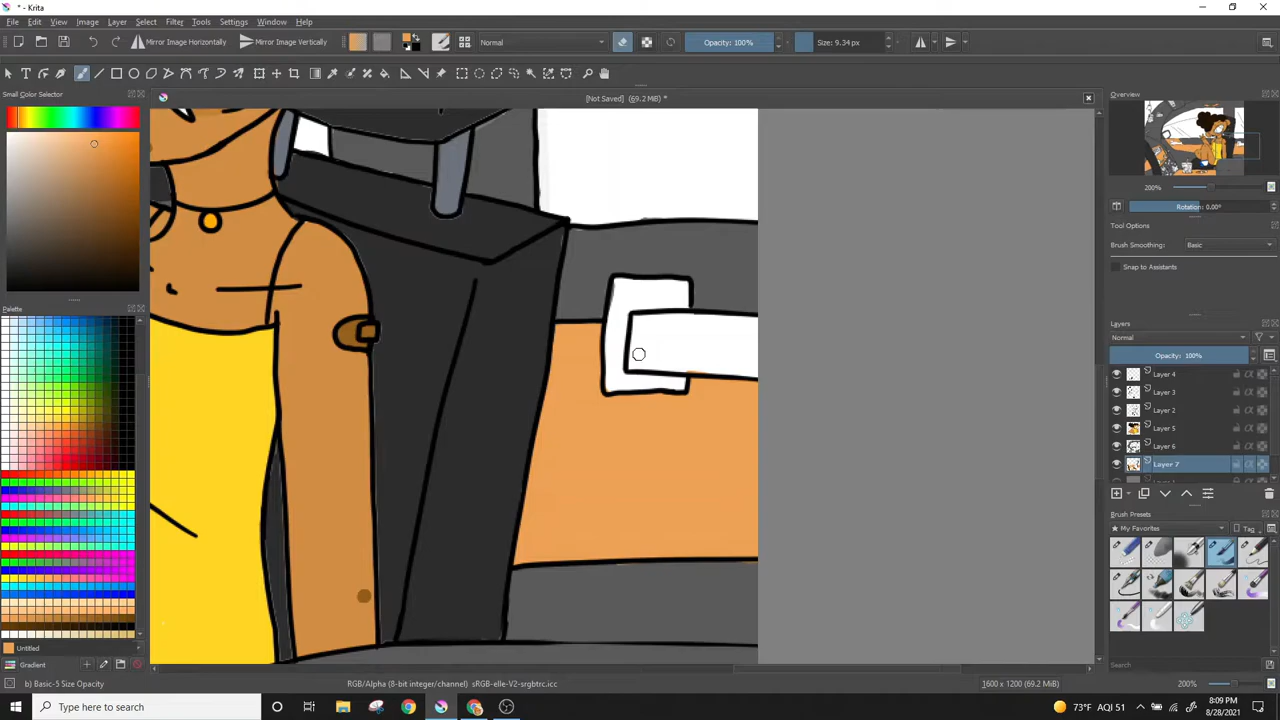 * - Krita
File Edit View Image Layer Select Filter Tools Settings Window Help
Mirror Image Horizontally Mirror Image Vertically Normal Opacity: 100% Size: 9.34 px
Small Color Selector
[Not Saved] (69.2 MiB) *
Overview
200%
Rotation: 0.00°
Tool Options
Brush Smoothing: Basic
Snap to Assistants
Palette
Layers
Normal
Opacity: 100%
Layer 4
Layer 3
Layer 2
Layer 5
Layer 6
Layer 7
Brush Presets
My Favorites Tag
Untitled
Gradient
Search
b) Basic-5 Size Opacity RGB/Alpha (8-bit integer/channel) sRGB-elle-V2-srgbtrc.icc 1600 x 1200 (69.2 MiB) 200%
Type here to search 73°F AQI 51 8:09 PM
8/28/2021